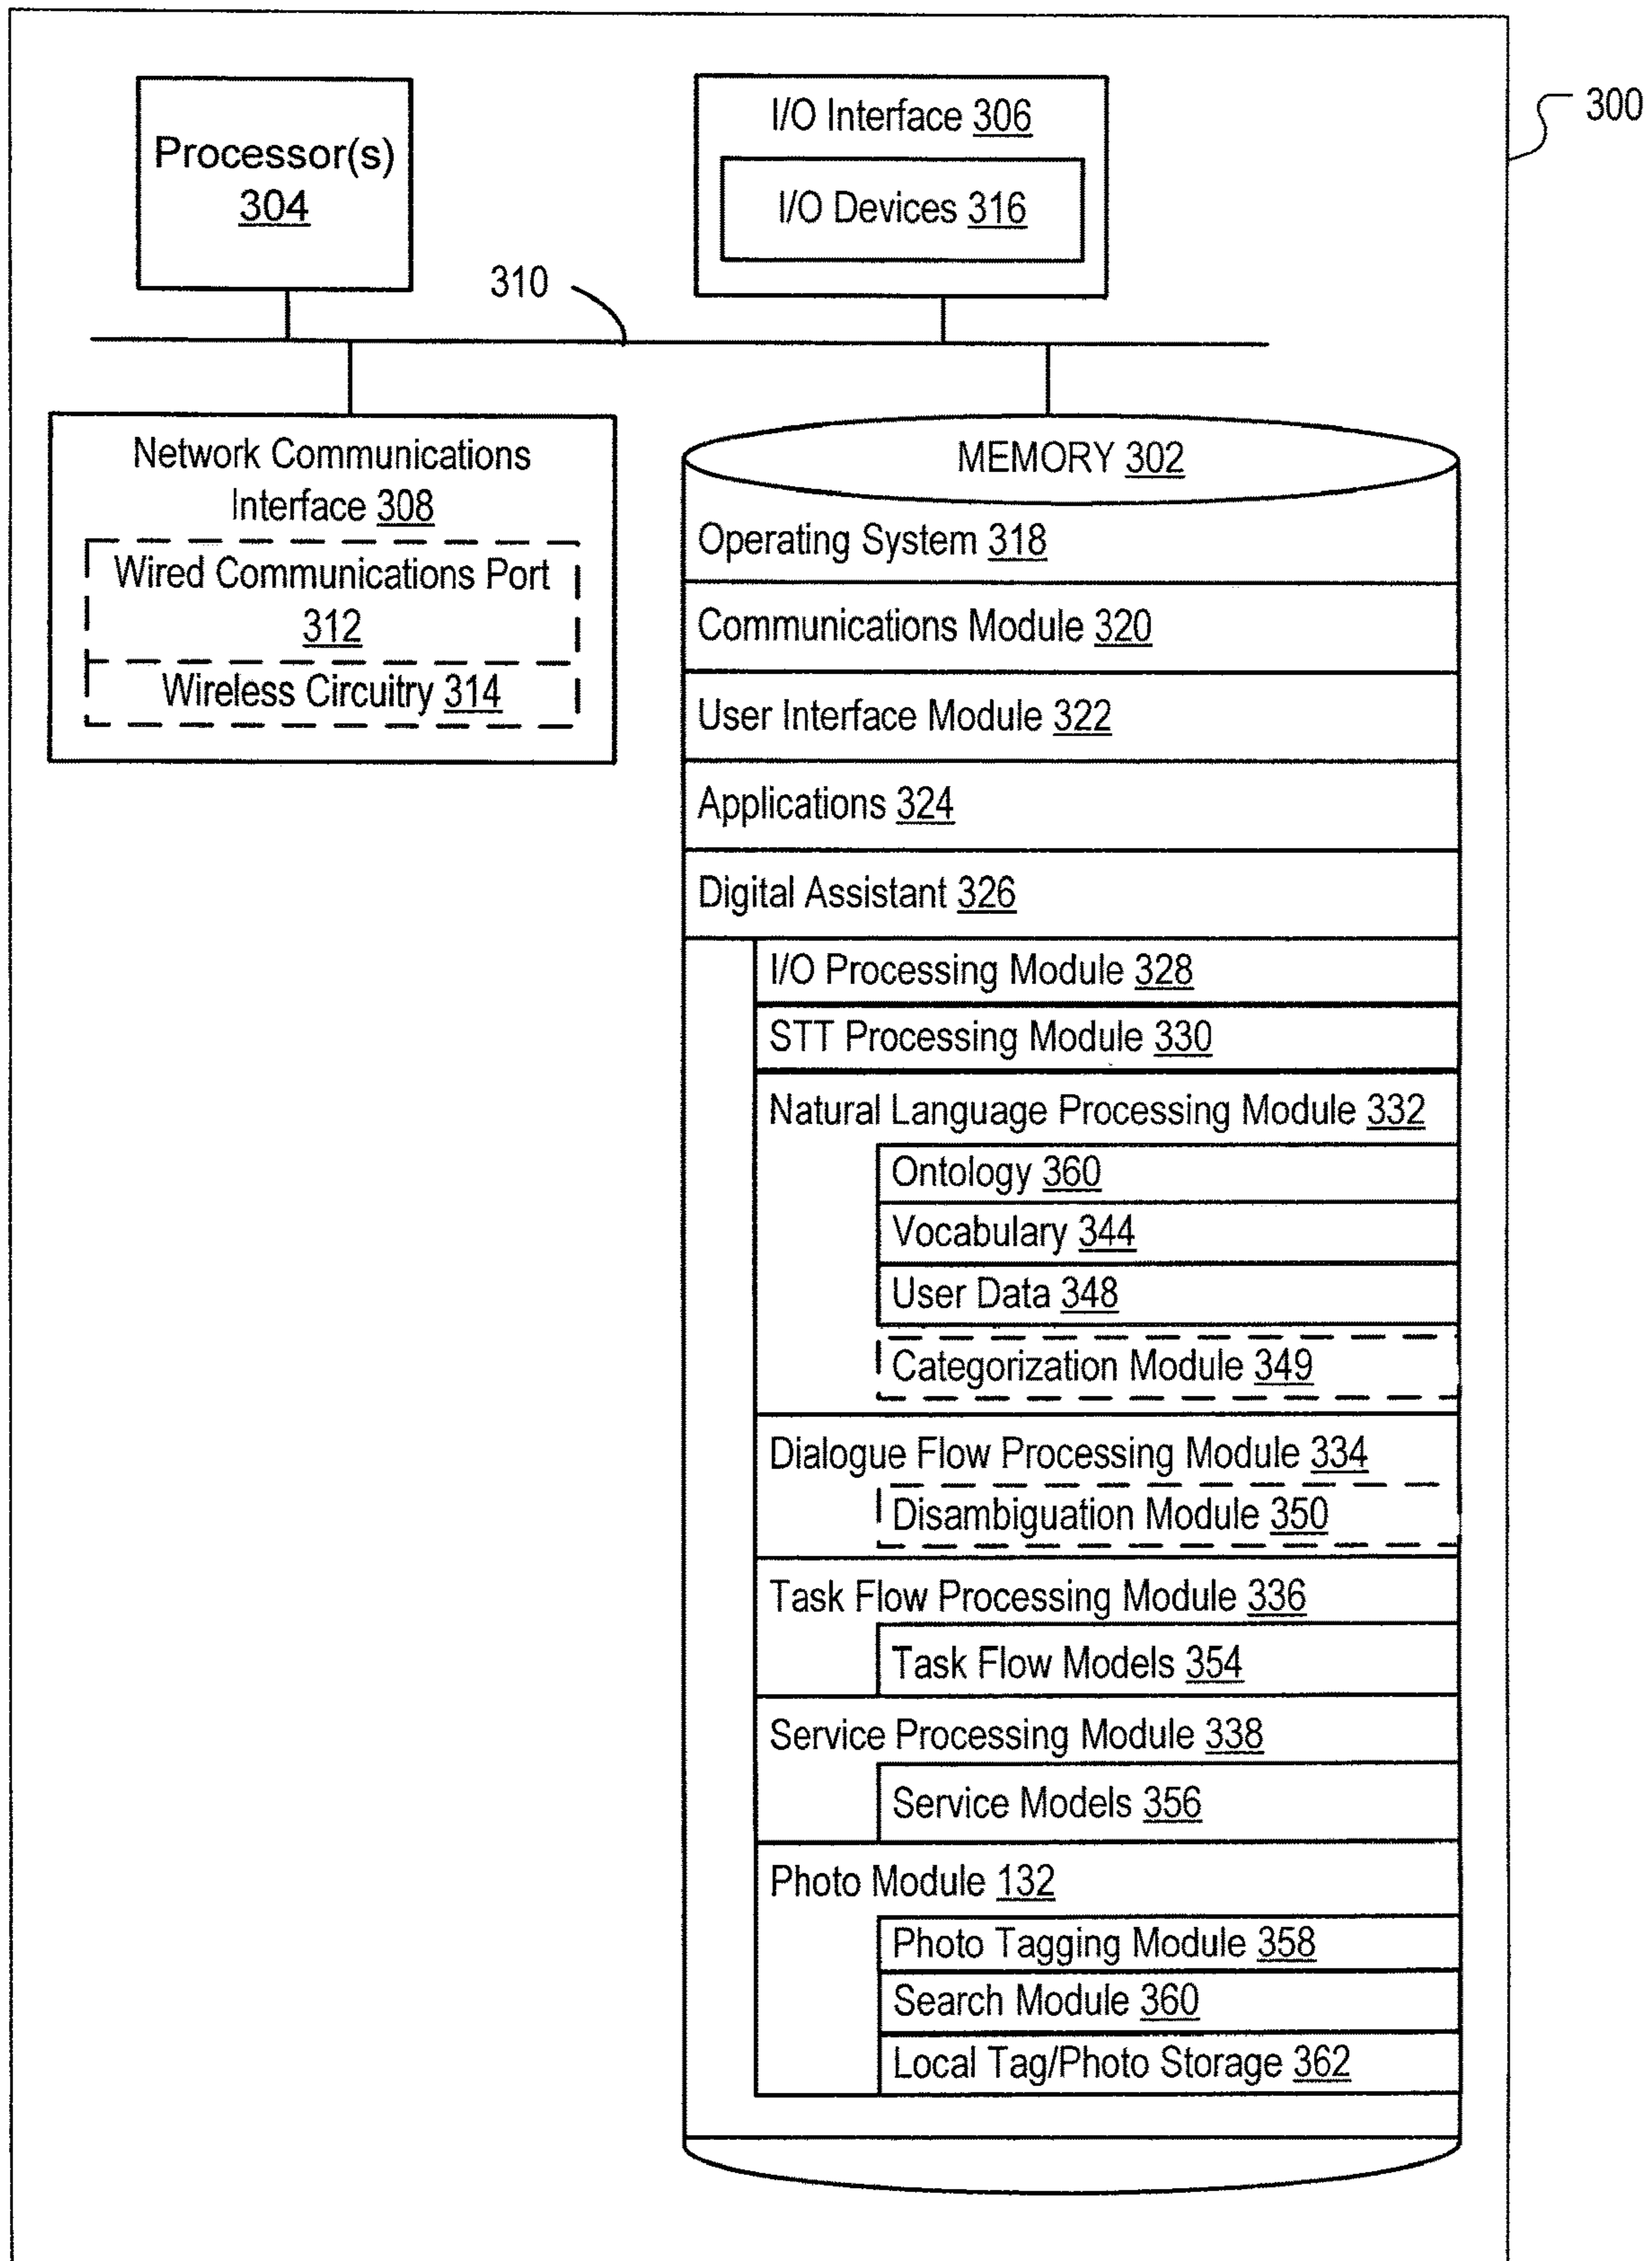 300
Processor(s)
304
I/O Interface 306
I/O Devices 316
310
Network Communications
Interface 308
Wired Communications Port
312
Wireless Circuitry 314
MEMORY 302
Operating System 318
Communications Module 320
User Interface Module 322
Applications 324
Digital Assistant 326
I/O Processing Module 328
STT Processing Module 330
Natural Language Processing Module 332
Ontology 360
Vocabulary 344
User Data 348
Categorization Module 349
Dialogue Flow Processing Module 334
Disambiguation Module 350
Task Flow Processing Module 336
Task Flow Models 354
Service Processing Module 338
Service Models 356
Photo Module 132
Photo Tagging Module 358
Search Module 360
Local Tag/Photo Storage 362